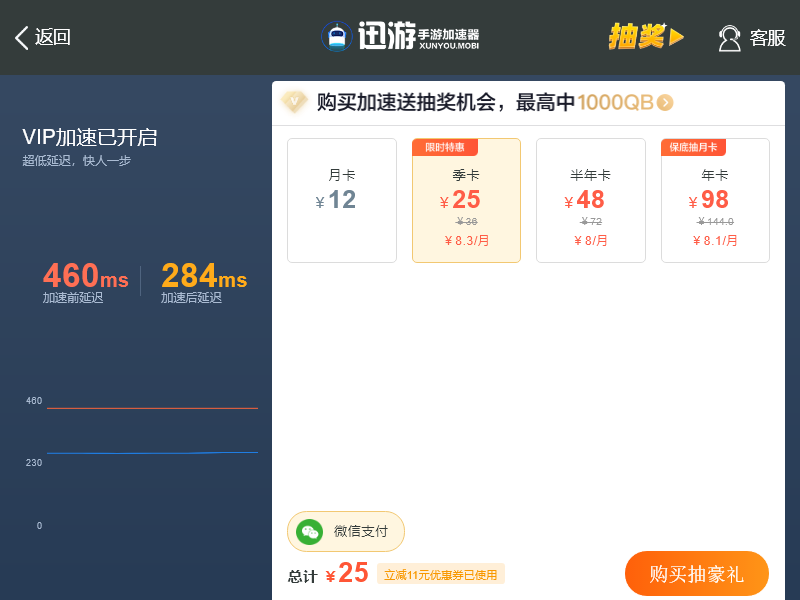 返回
迅游手游加速器
XUNYOU.MOBI
抽奖
客服
VIP加速已开启
超低延迟，快人一步
460ms
加速前延迟
284ms
加速后延迟
460
230
0
V
购买加速送抽奖机会，最高中1000QB
月卡
¥12
限时特惠
季卡
¥25
¥36
¥8.3/月
半年卡
¥48
¥72
¥8/月
保底抽月卡
年卡
¥98
¥144.0
¥8.1/月
微信支付
总计 ¥25 立减11元优惠券已使用
购买抽豪礼